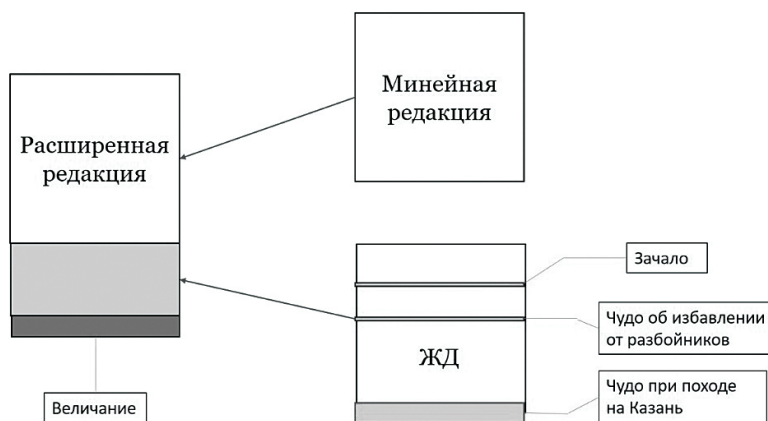 Минейная
редакция
Расширенная
редакция
Зачало
Чудо об избавлении
от разбойников
ЖД
Чудо при походе
на Казань
Величание